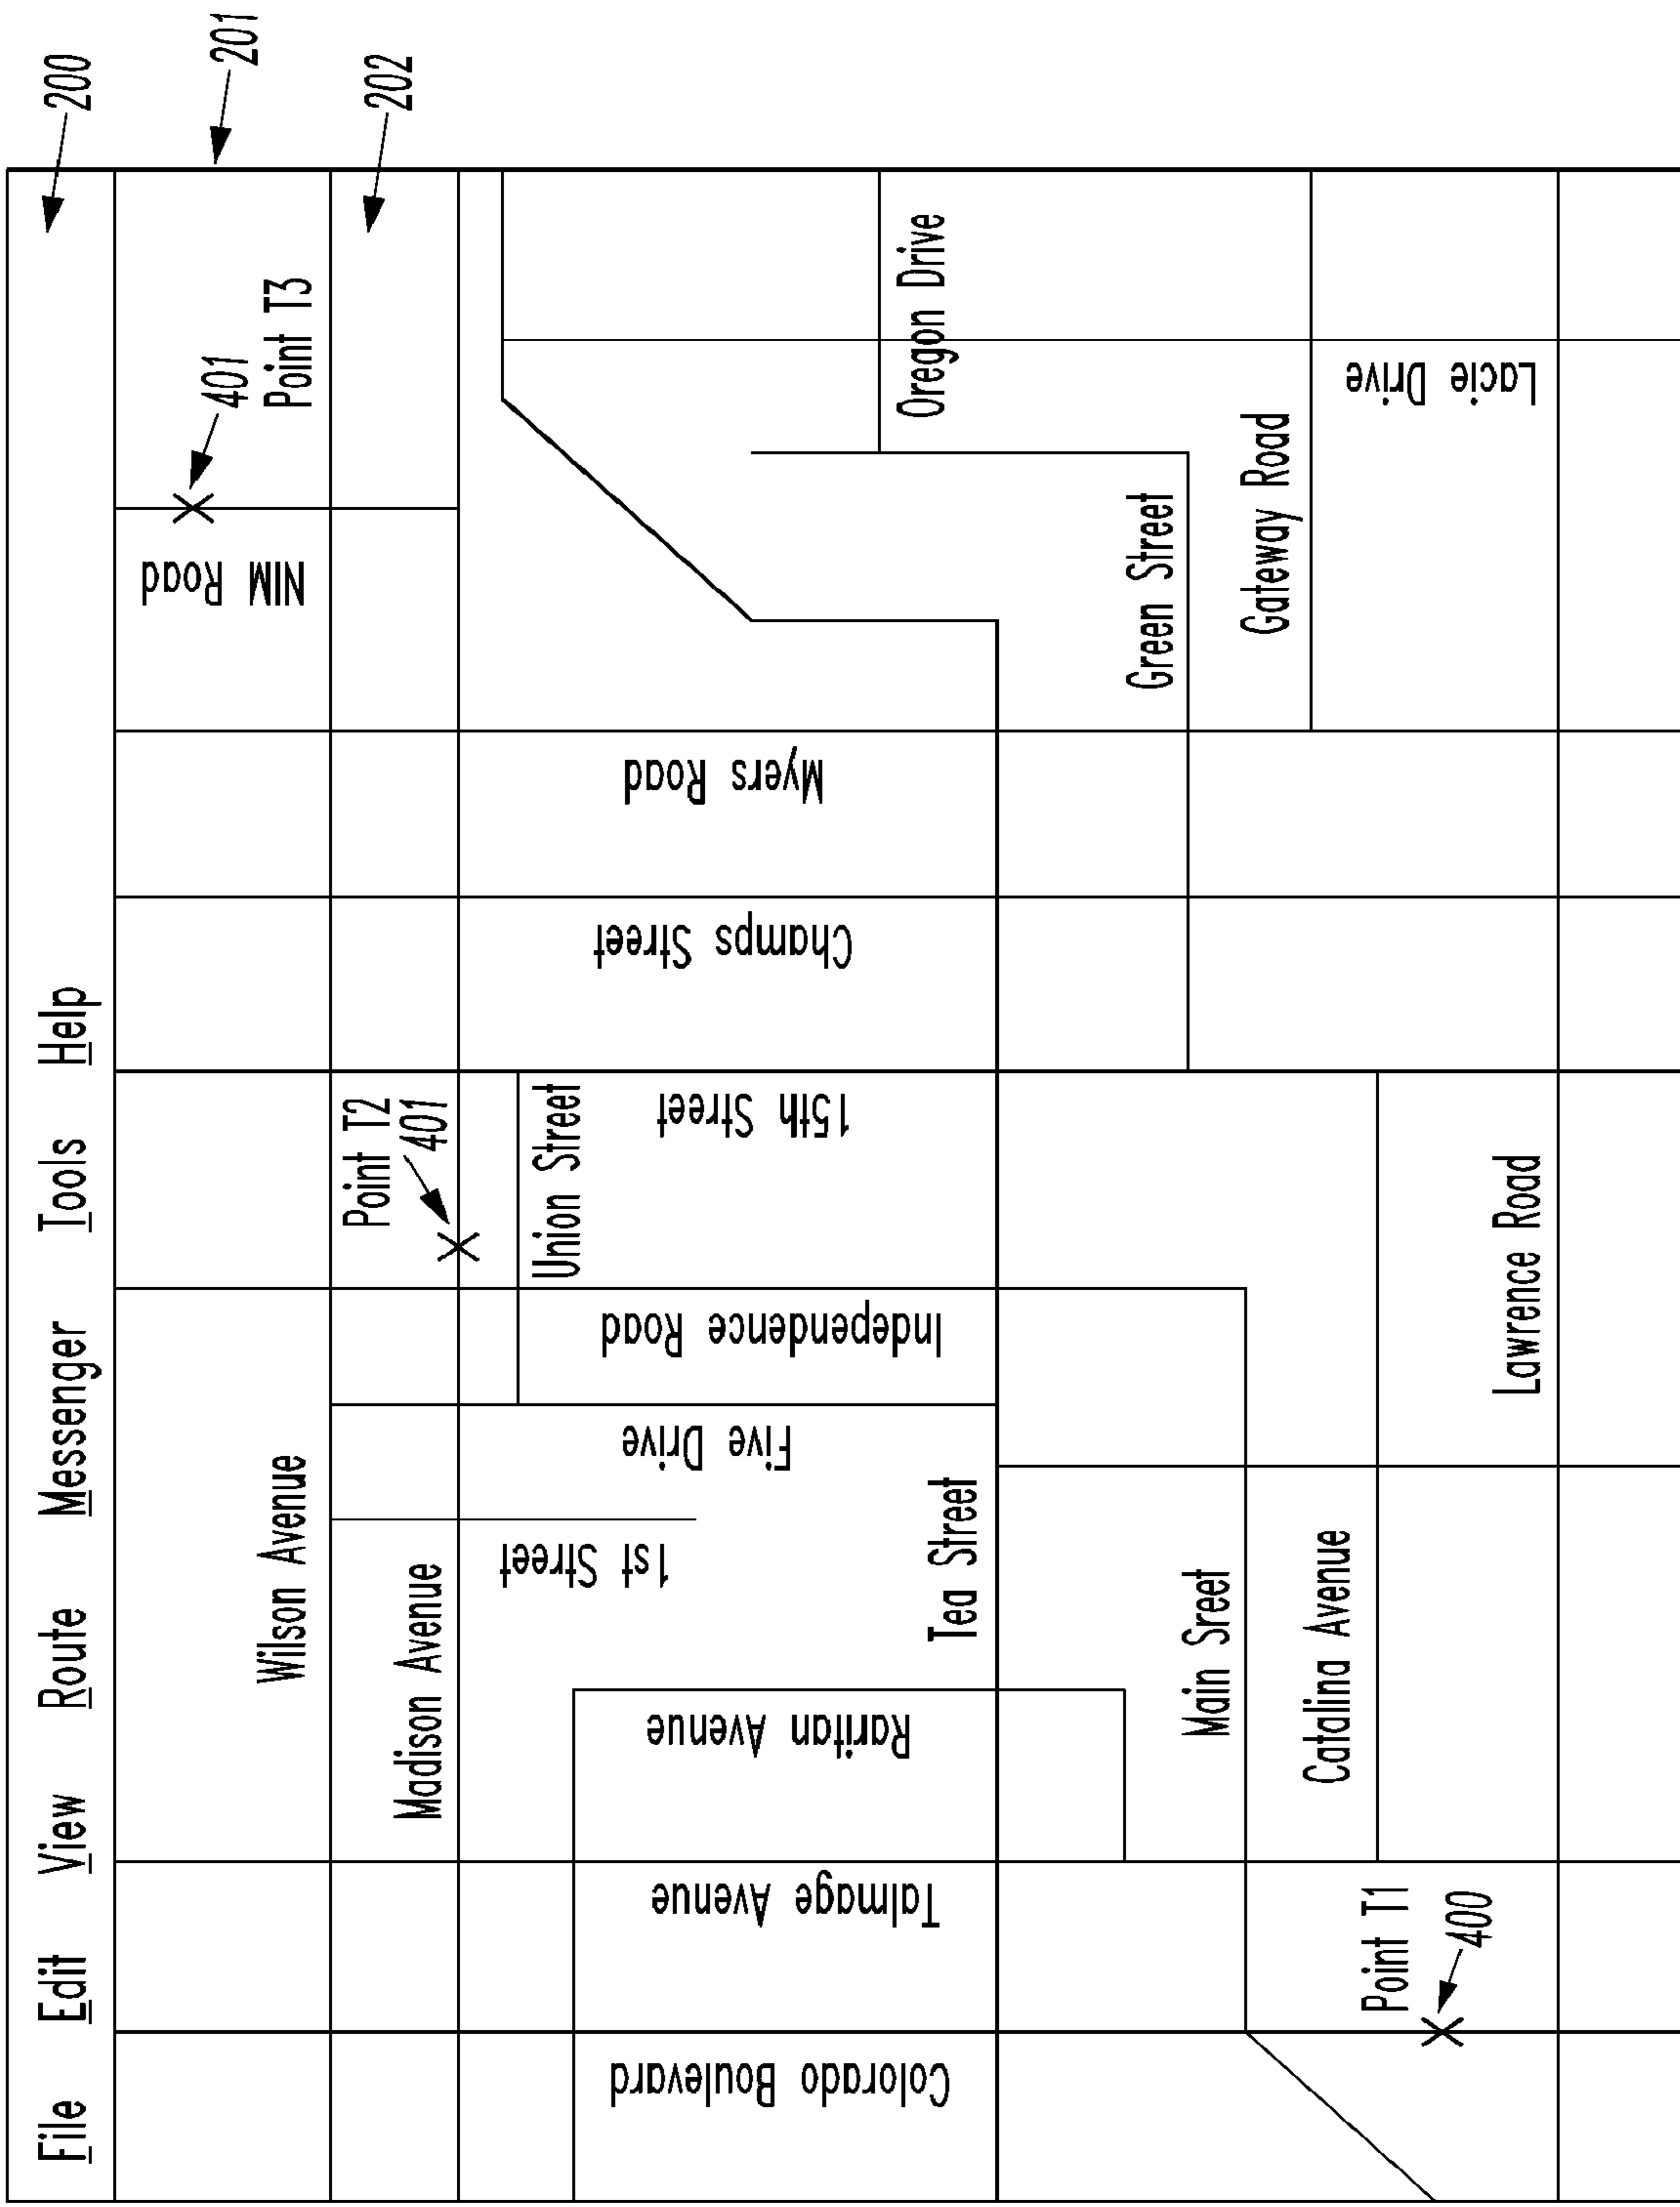 File Edit View Route Messenger Tools Help
200
201
202
Wilson Avenue
NIM Road
401
Point T3
Madison Avenue
Point T2
401
Union Street
1st Street
Five Drive
Independence Road
15th Street
Champs Street
Myers Road
Colorado Boulevard
Talmage Avenue
Raritan Avenue
Tea Street
Oregon Drive
Green Street
Main Sreet
Gateway Road
Catalina Avenue
Point T1
400
Lawrence Road
Lacie Drive